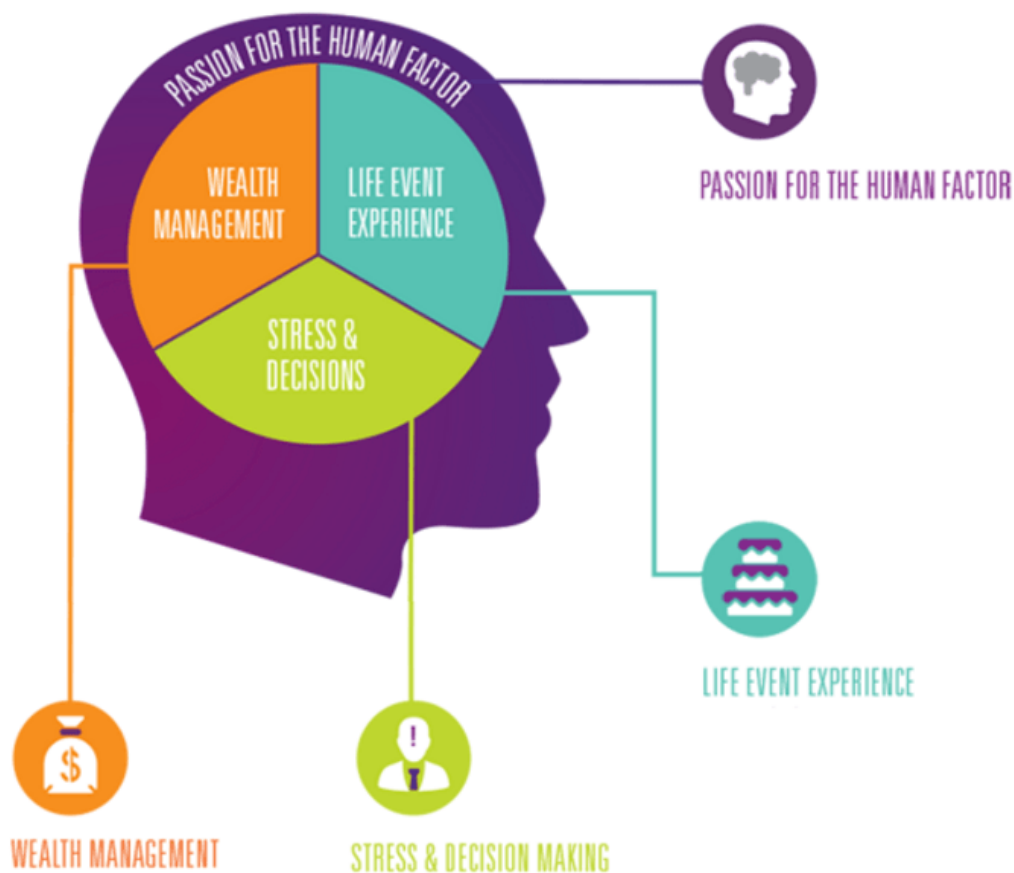 PASSION FOR THE HUMAN FACTOR
WEALTH
MANAGEMENT
LIFE EVENT
EXPERIENCE
STRESS &
DECISIONS
PASSION FOR THE HUMAN FACTOR
LIFE EVENT EXPERIENCE
!
$
WEALTH MANAGEMENT
STRESS & DECISION MAKING